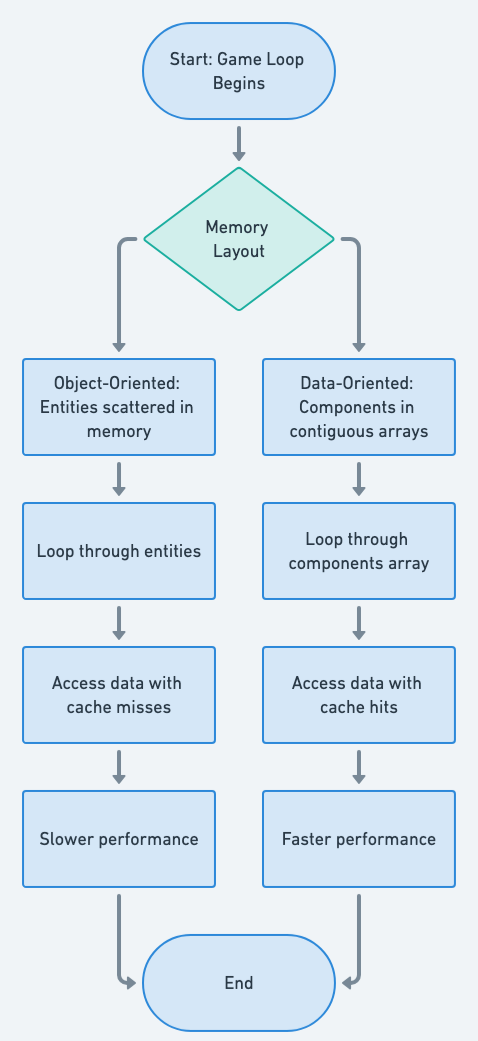 Start: Game Loop
Begins
Memory
Layout
Object-Oriented:
Entities scattered in
memory
Data-Oriented:
Components in
contiguous arrays
Loop through entities
Loop through
components array
Access data with
cache misses
Access data with
cache hits
Slower performance
Faster performance
End